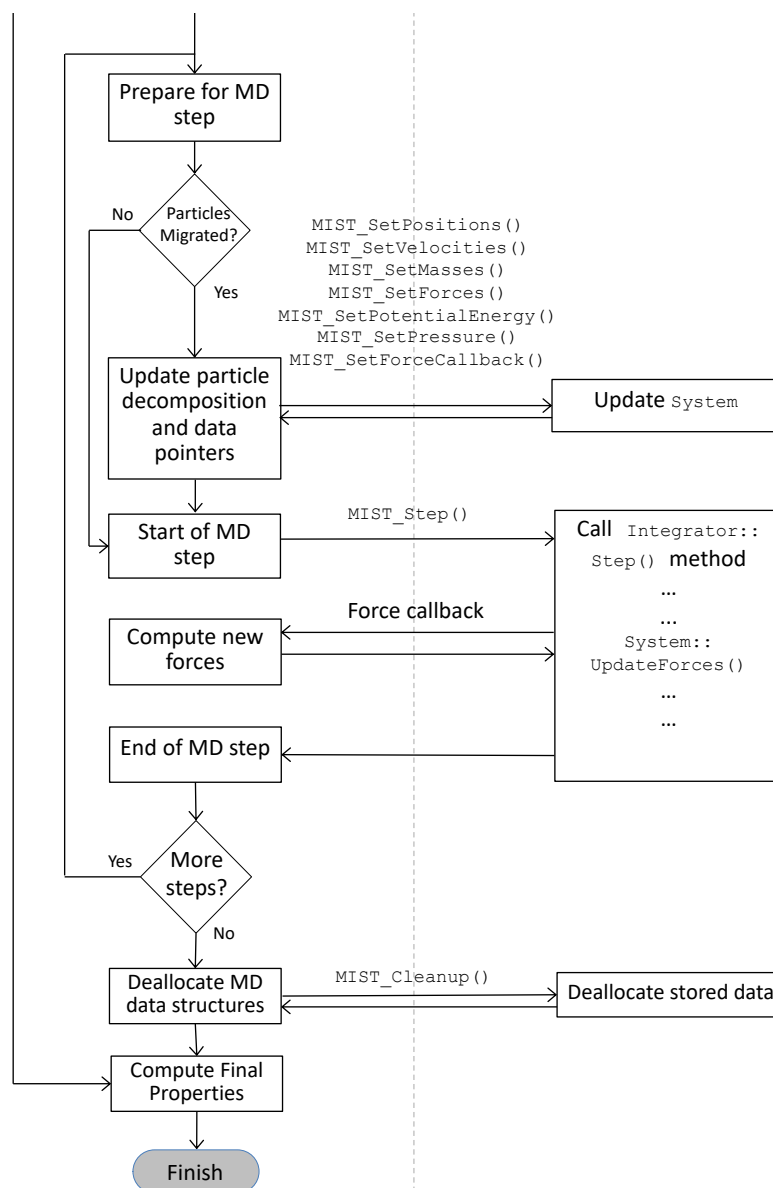 Prepare for MD
step
No
Particles
Migrated?
Yes
MIST_SetPositions()
MIST_SetVelocities()
MIST_SetMasses()
MIST_SetForces()
MIST_SetPotentialEnergy()
MIST_SetPressure()
MIST_SetForceCallback()
Update particle
decomposition
and data
pointers
Update System
Start of MD
step
MIST_Step()
Call Integrator::
Step() method
...
...
System::
UpdateForces()
...
...
Force callback
Compute new
forces
End of MD step
Yes
More
steps?
No
Deallocate MD
data structures
MIST_Cleanup()
Deallocate stored data
Compute Final
Properties
Finish